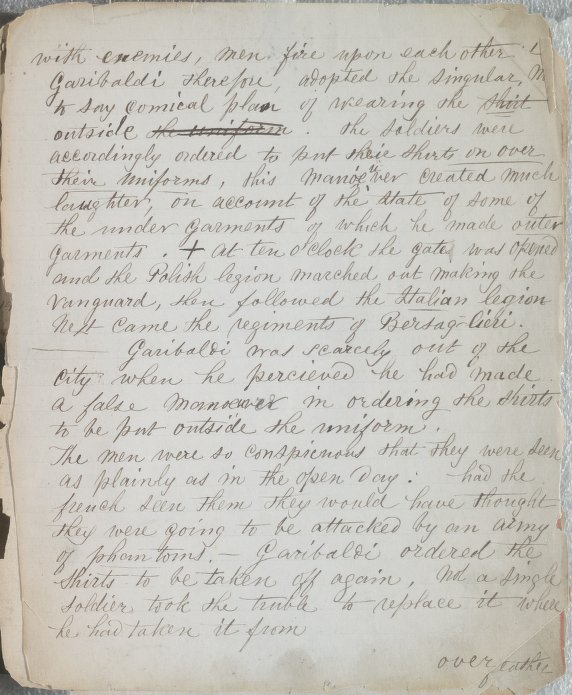 with enemies, men fire upon each other
Garibaldi therefore, adopted the singular,
to say comical plan of wearing the shirt
outside the uniform. the soldiers were
accordingly ordered to put their shirts on over
their uniforms, this manoeuver created much
laughter, on account of the state of some of
the under garments of which he made outer
garments. + at ten o'clock the gate was opened
and the Polish legion marched out making the
vanguard, then followed the Italian legion
Next came the regiments of Bersag-lieri.
Garibaldi was scarcely out of the
city when he percieved he had made
a false in ordering the shirts
to be put outside the uniform.
The men were so conspicuous that they were seen
as plainly as in the open day: had the
french seen them they would have thought
they were going to be attacked by an army
of phantoms. - Garibaldi ordered the
shirts to be taken off again, Not a single
soldier took the truble to replace it where
he had taken it from
over